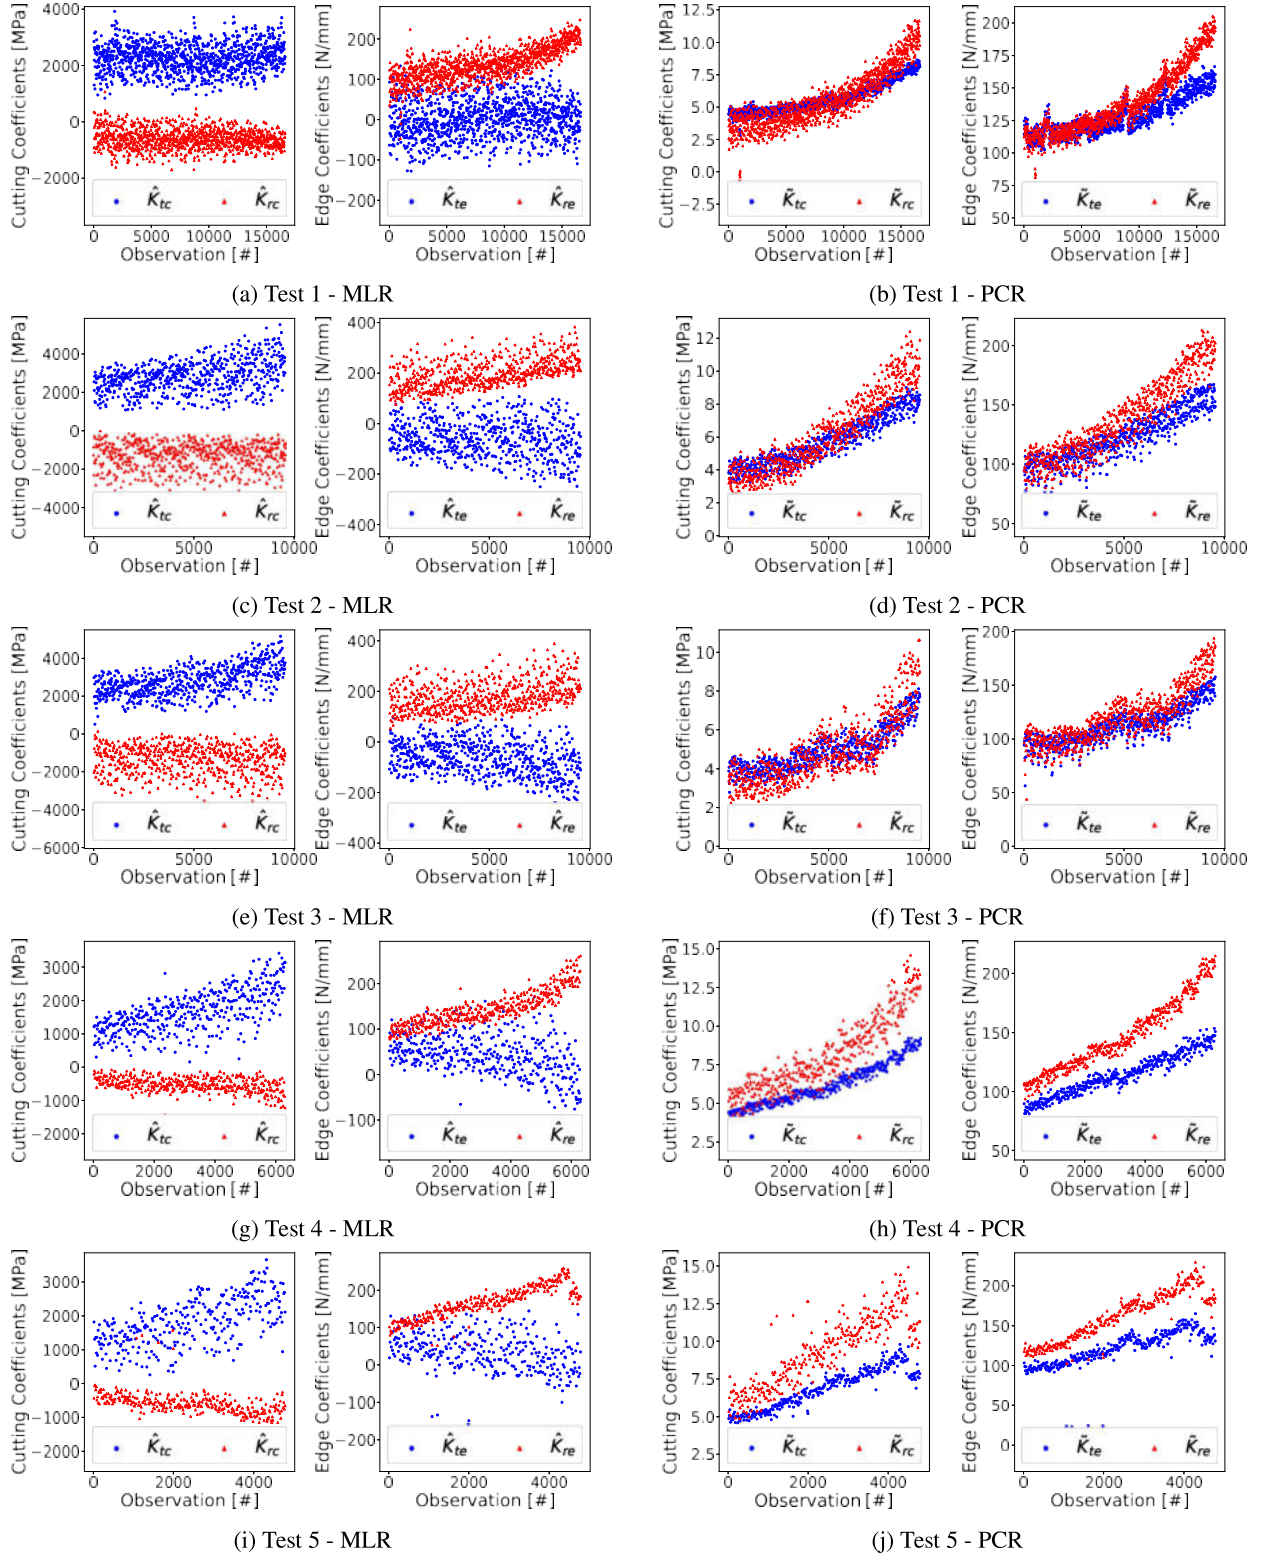 Cutting Coefficients [MPa]
4000
2000
0
−2000
K̂tc K̂rc
0 5000 10000 15000
Observation [#]
Edge Coefficients [N/mm]
200
100
0
−100
−200
K̂te K̂re
0 5000 10000 15000
Observation [#]
(a) Test 1 - MLR
Cutting Coefficients [MPa]
12.5
10.0
7.5
5.0
2.5
0.0
−2.5
K̃tc K̃rc
0 5000 10000 15000
Observation [#]
Edge Coefficients [N/mm]
200
175
150
125
100
75
50
K̃te K̃re
0 5000 10000 15000
Observation [#]
(b) Test 1 - PCR
Cutting Coefficients [MPa]
4000
2000
0
−2000
−4000
K̂tc K̂rc
0 5000 10000
Observation [#]
Edge Coefficients [N/mm]
400
200
0
−200
−400
K̂te K̂re
0 5000 10000
Observation [#]
(c) Test 2 - MLR
Cutting Coefficients [MPa]
12
10
8
6
4
2
0
K̃tc K̃rc
0 5000 10000
Observation [#]
Edge Coefficients [N/mm]
200
150
100
50
K̃te K̃re
0 5000 10000
Observation [#]
(d) Test 2 - PCR
Cutting Coefficients [MPa]
4000
2000
0
−2000
−4000
−6000
K̂tc K̂rc
0 5000 10000
Observation [#]
Edge Coefficients [N/mm]
400
200
0
−200
−400
K̂te K̂re
0 5000 10000
Observation [#]
(e) Test 3 - MLR
Cutting Coefficients [MPa]
10
8
6
4
2
0
K̃tc K̃rc
0 5000 10000
Observation [#]
Edge Coefficients [N/mm]
200
150
100
50
0
K̃te K̃re
0 5000 10000
Observation [#]
(f) Test 3 - PCR
Cutting Coefficients [MPa]
3000
2000
1000
0
−1000
−2000
K̂tc K̂rc
0 2000 4000 6000
Observation [#]
Edge Coefficients [N/mm]
200
100
0
−100
K̂te K̂re
0 2000 4000 6000
Observation [#]
(g) Test 4 - MLR
Cutting Coefficients [MPa]
15.0
12.5
10.0
7.5
5.0
2.5
K̃tc K̃rc
0 2000 4000 6000
Observation [#]
Edge Coefficients [N/mm]
200
150
100
50
K̃te K̃re
0 2000 4000 6000
Observation [#]
(h) Test 4 - PCR
Cutting Coefficients [MPa]
3000
2000
1000
0
−1000
−2000
K̂tc K̂rc
0 2000 4000
Observation [#]
Edge Coefficients [N/mm]
200
100
0
−100
−200
K̂te K̂re
0 2000 4000
Observation [#]
(i) Test 5 - MLR
Cutting Coefficients [MPa]
15.0
12.5
10.0
7.5
5.0
2.5
K̃tc K̃rc
0 2000 4000
Observation [#]
Edge Coefficients [N/mm]
200
150
100
50
0
K̃te K̃re
0 2000 4000
Observation [#]
(j) Test 5 - PCR